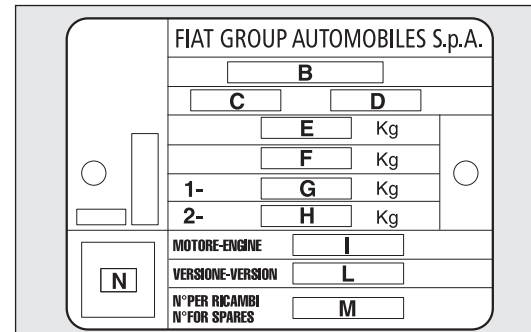 FIAT GROUP AUTOMOBILES S.p.A.
B
C D
E Kg
F Kg
1- G Kg
2- H Kg
MOTORE-ENGINE I
VERSIONE-VERSION L
N
N°PER RICAMBI
N°FOR SPARES M